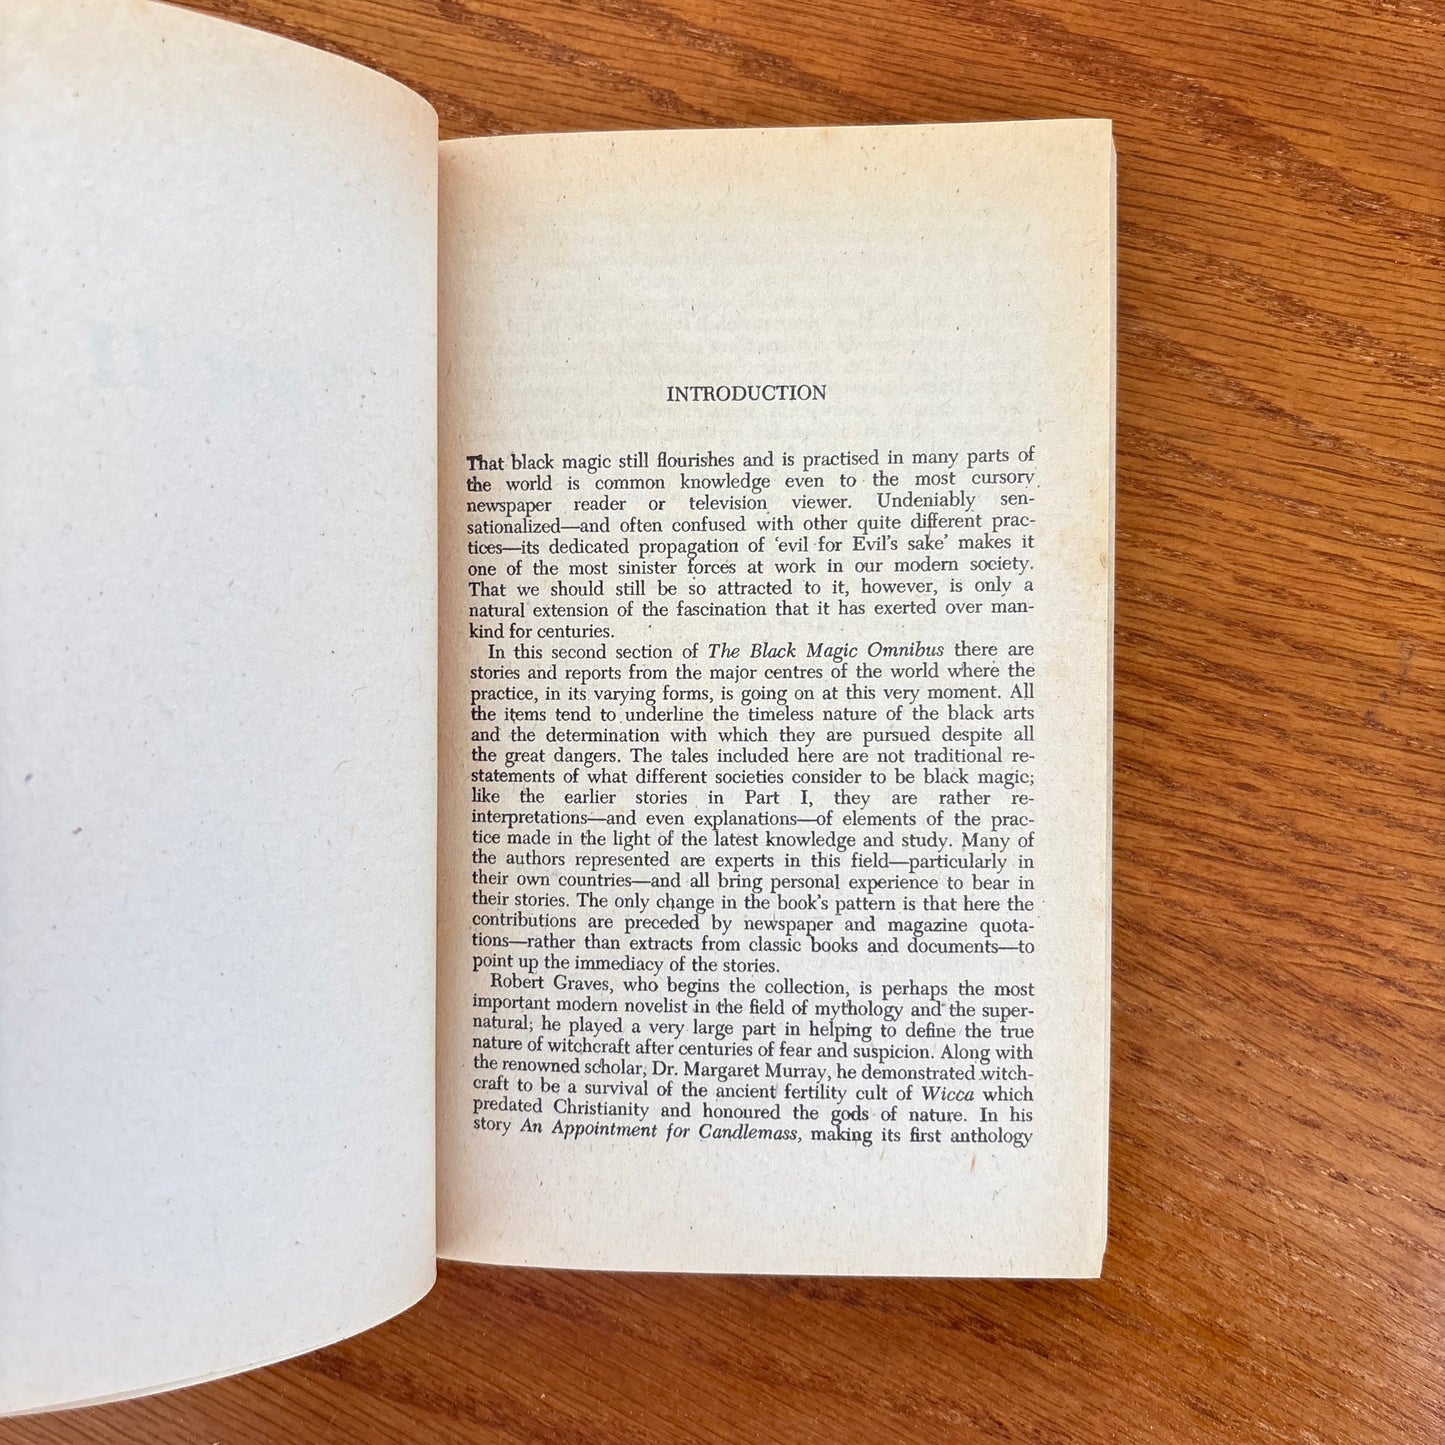 INTRODUCTION
That black magic still flourishes and is practised in many parts of
the world is common knowledge even to the most cursory
newspaper reader or television viewer. Undeniably sen-
sationalized—and often confused with other quite different prac-
tices—its dedicated propagation of ‘evil for Evil’s sake’ makes it
one of the most sinister forces at work in our modern society.
That we should still be so attracted to it, however, is only a
natural extension of the fascination that it has exerted over man-
kind for centuries.
In this second section of The Black Magic Omnibus there are
stories and reports from the major centres of the world where the
practice, in its varying forms, is going on at this very moment. All
the items tend to underline the timeless nature of the black arts
and the determination with which they are pursued despite all
the great dangers. The tales included here are not traditional re-
statements of what different societies consider to be black magic;
like the earlier stories in Part I, they are rather re-
interpretations—and even explanations—of elements of the prac-
tice made in the light of the latest knowledge and study. Many of
the authors represented are experts in this field—particularly in
their own countries—and all bring personal experience to bear in
their stories. The only change in the book’s pattern is that here the
contributions are preceded by newspaper and magazine quota-
tions—rather than extracts from classic books and documents—to
point up the immediacy of the stories.
Robert Graves, who begins the collection, is perhaps the most
important modern novelist in the field of mythology and the super-
natural; he played a very large part in helping to define the true
nature of witchcraft after centuries of fear and suspicion. Along with
the renowned scholar, Dr. Margaret Murray, he demonstrated witch-
craft to be a survival of the ancient fertility cult of Wicca which
predated Christianity and honoured the gods of nature. In his
story An Appointment for Candlemass, making its first anthology